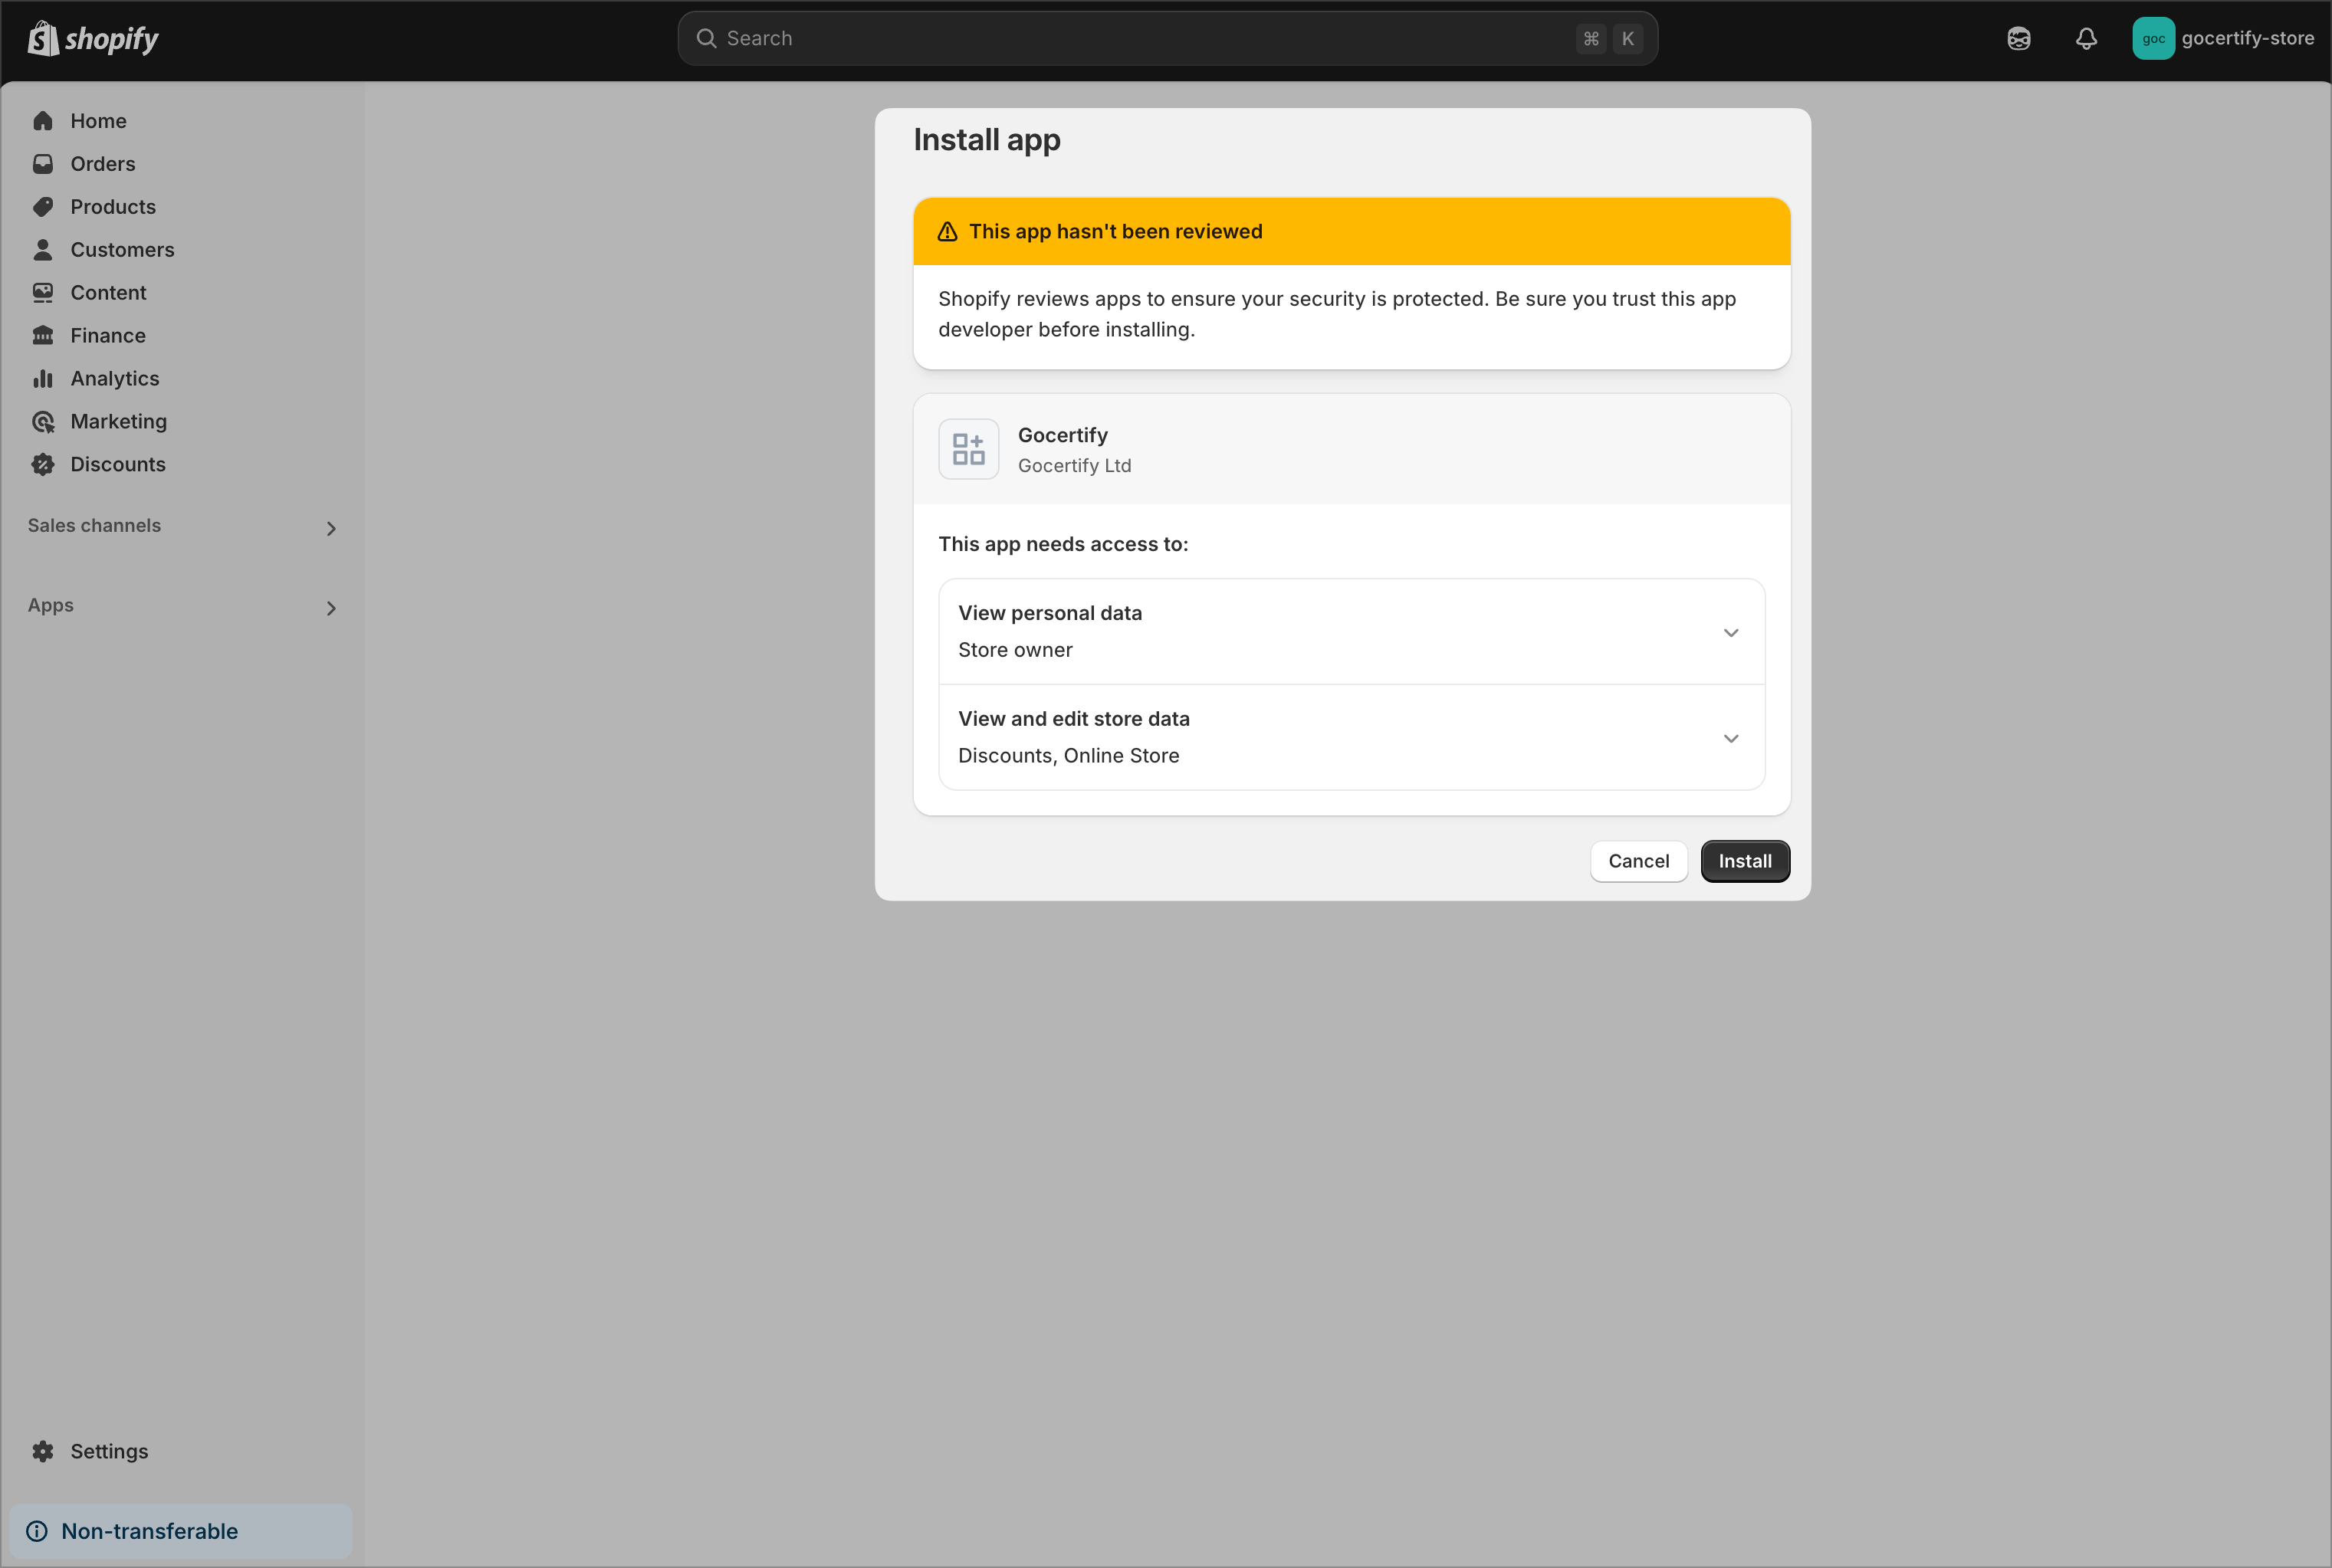 shopify
Search
⌘ K
goc
gocertify-store
Home
Orders
Products
Customers
Content
Finance
Analytics
Marketing
Discounts
Sales channels
Apps
Settings
Non-transferable
Install app
This app hasn't been reviewed
Shopify reviews apps to ensure your security is protected. Be sure you trust this app
developer before installing.
Gocertify
Gocertify Ltd
This app needs access to:
View personal data
Store owner
View and edit store data
Discounts, Online Store
Cancel
Install